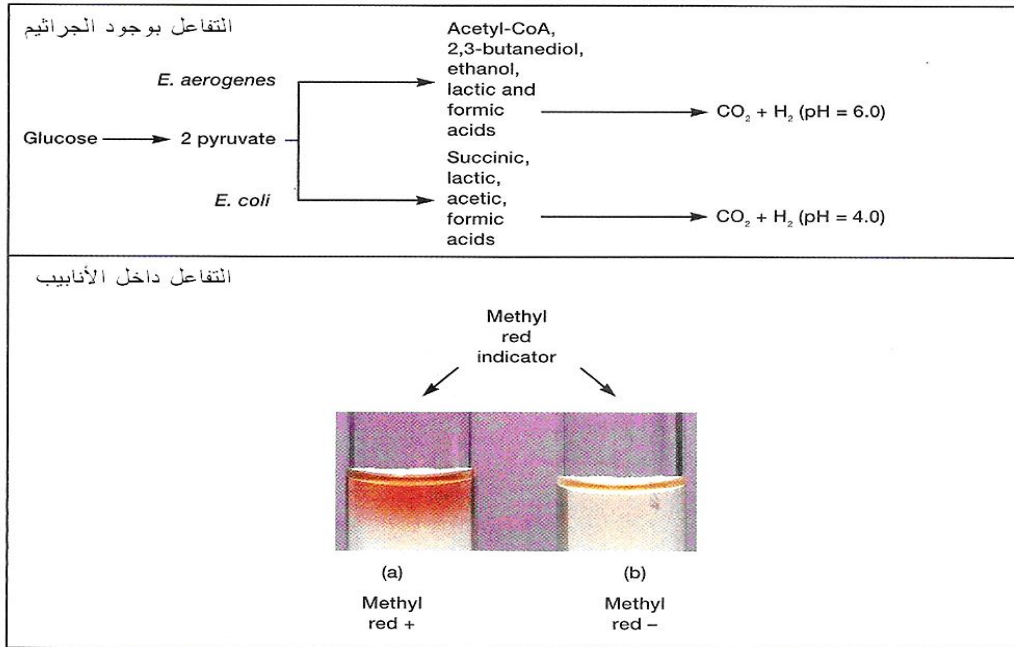 التفاعل بوجود الجراثيم
Acetyl-CoA,
2,3-butanediol,
ethanol,
lactic and
formic
acids
E. aerogenes
CO₂ + H₂ (pH = 6.0)
Glucose
2 pyruvate
Succinic,
lactic,
acetic,
formic
acids
E. coli
CO₂ + H₂ (pH = 4.0)
التفاعل داخل الأنابيب
Methyl
red
indicator
(a)
Methyl
red +
(b)
Methyl
red –